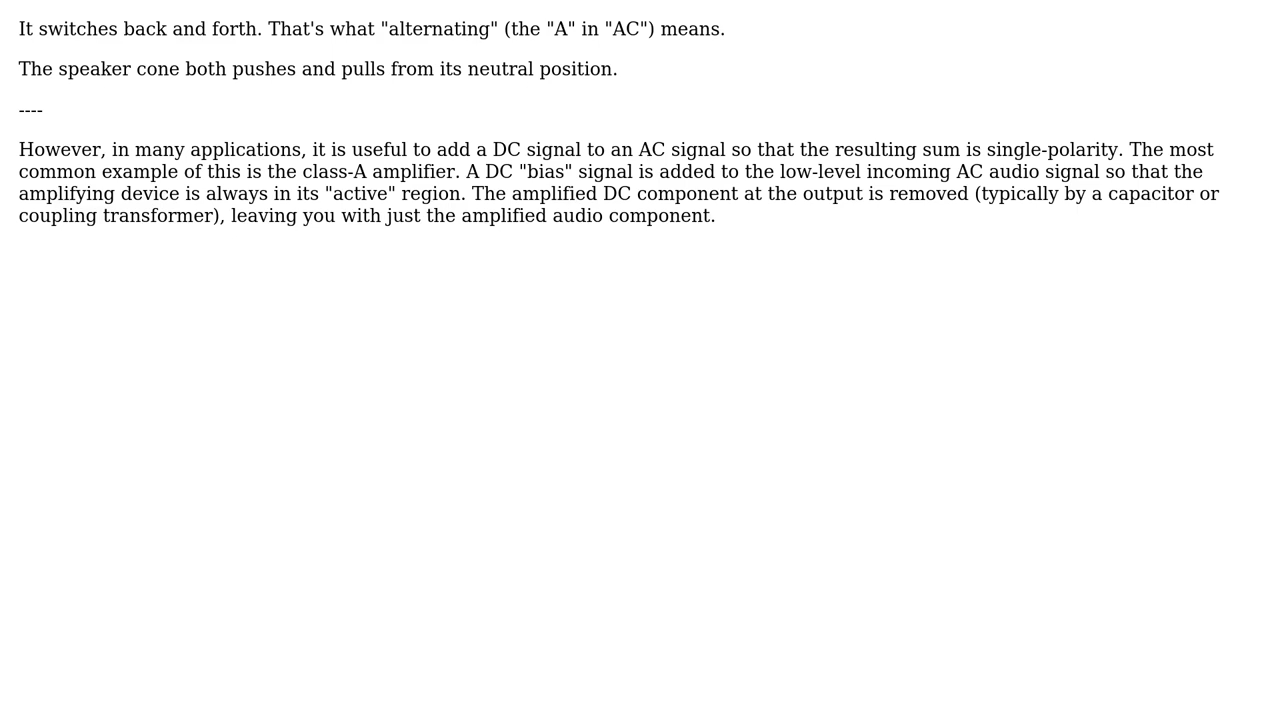 It switches back and forth. That's what "alternating" (the "A" in "AC") means.
The speaker cone both pushes and pulls from its neutral position.
----
However, in many applications, it is useful to add a DC signal to an AC signal so that the resulting sum is single-polarity. The most
common example of this is the class-A amplifier. A DC "bias" signal is added to the low-level incoming AC audio signal so that the
amplifying device is always in its "active" region. The amplified DC component at the output is removed (typically by a capacitor or
coupling transformer), leaving you with just the amplified audio component.